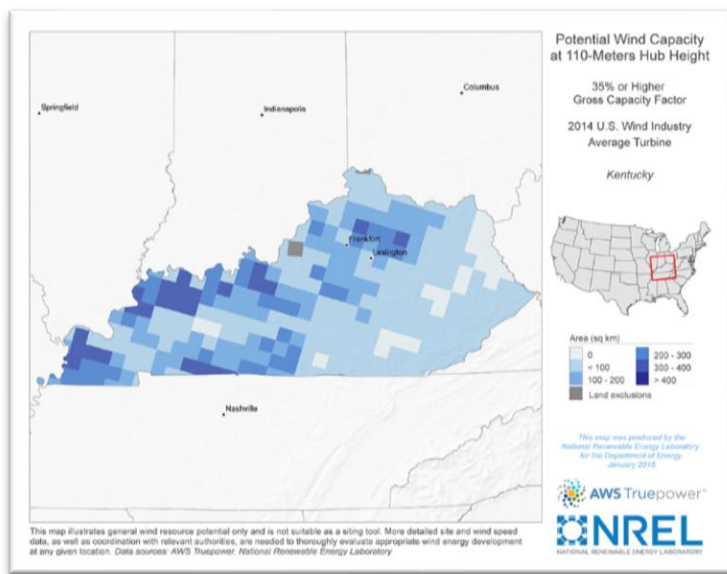 Potential Wind Capacity
at 110-Meters Hub Height
35% or Higher
Gross Capacity Factor
2014 U.S. Wind Industry
Average Turbine
Kentucky
Columbus
Springfield
Indianapolis
Frankfort
Lexington
Nashville
Area (sq km)
0
< 100
100 - 200
200 - 300
300 - 400
> 400
Land exclusions
This map was produced by the
National Renewable Energy Laboratory
for the Department of Energy.
January 2015
AWS Truepower
NREL
NATIONAL RENEWABLE ENERGY LABORATORY
This map illustrates general wind resource potential only and is not suitable as a siting tool. More detailed site and wind speed
data, as well as coordination with relevant authorities, are needed to thoroughly evaluate appropriate wind energy development
at any given location. Data sources: AWS Truepower, National Renewable Energy Laboratory